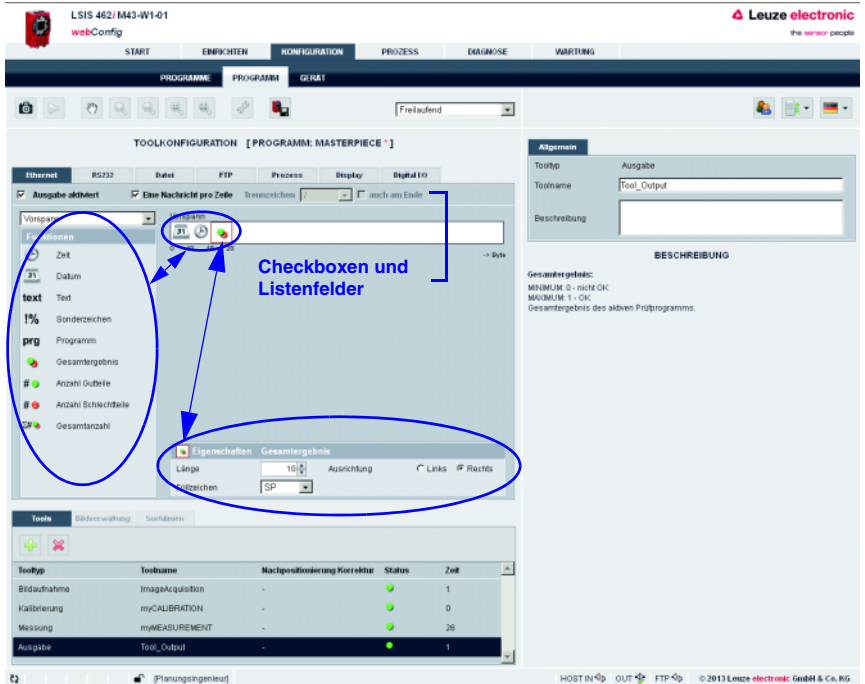 LSIS 462i M43-W1-01
webConfig
Leuze electronic
the sensor people
START EINRICHTEN KONFIGURATION PROZESS DIAGNOSE WARTUNG
PROGRAMME PROGRAMM GERÄT
Freilaufend
TOOLKONFIGURATION [ PROGRAMM: MASTERPIECE * ]
Ethernet RS232 Datei FTP Prozess Display Digital I O
Ausgabe aktiviert Eine Nachricht pro Zeile Trennzeichen / auch am Ende
Vorspann
Vorspann
Funktionen
-> Byte
31 Zeit
31 Datum
text Text
!% Sonderzeichen
prg Programm
Gesamtergebnis
# Anzahl Gutteile
# Anzahl Schlechtteile
Σ# Gesamtanzahl
Checkboxen und
Listenfelder
Eigenschaften Gesamtergebnis
Länge 10 Ausrichtung Links Rechts
Füllzeichen SP
Allgemein
Tooltyp Ausgabe
Toolname Tool_Output
Beschreibung
BESCHREIBUNG
Gesamtergebnis:
MINIMUM: 0 - nicht OK
MAXIMUM: 1 - OK
Gesamtergebnis des aktiven Prüfprogramms.
Tools Bildverwaltung Suchlinien
Tooltyp Toolname Nachpositionierung Korrektur Status Zeit
Bildaufnahme ImageAcquisition - 1
Kalibrierung myCALIBRATION - 0
Messung myMEASUREMENT - 26
Ausgabe Tool_Output - 1
[Planungsingenieur]
HOST IN OUT FTP © 2013 Leuze electronic GmbH & Co. KG